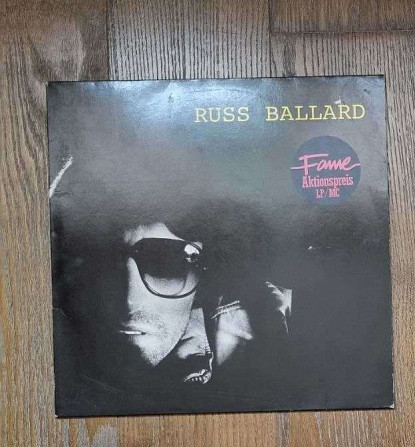 RUSS BALLARD
Fame
Aktionspreis
LP/MC